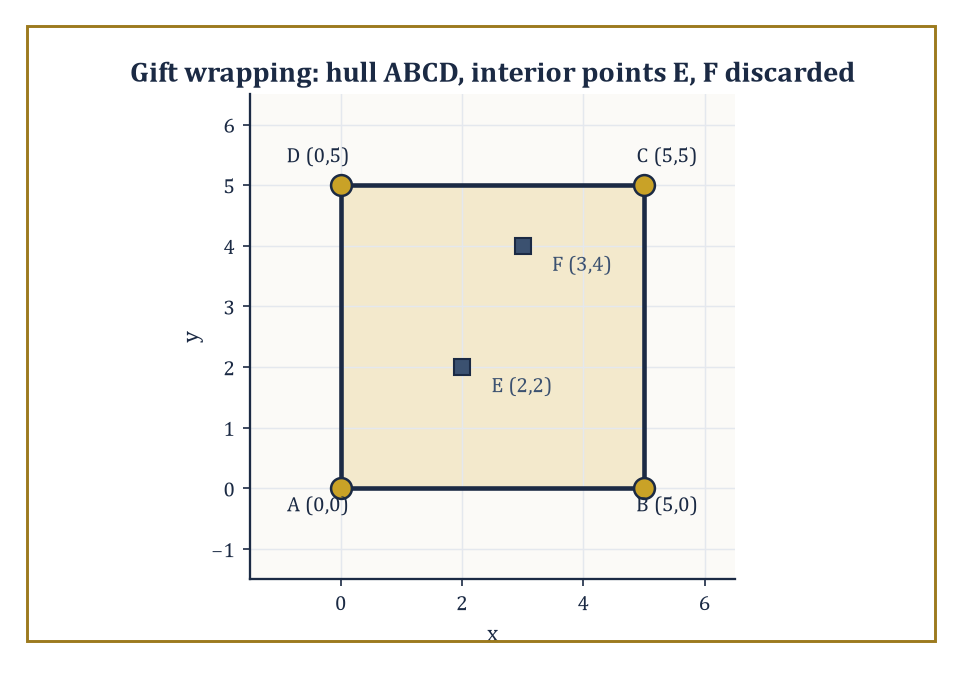 Gift wrapping: hull ABCD, interior points E, F discarded
6
D (0,5)
C (5,5)
5
4
F (3,4)
3
y
2
E (2,2)
1
0
A (0,0)
B (5,0)
−1
0
2
4
6
x